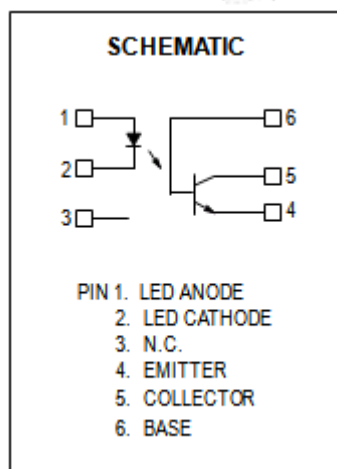 SCHEMATIC
1 6
2 5
3 4
PIN 1. LED ANODE
2. LED CATHODE
3. N.C.
4. EMITTER
5. COLLECTOR
6. BASE